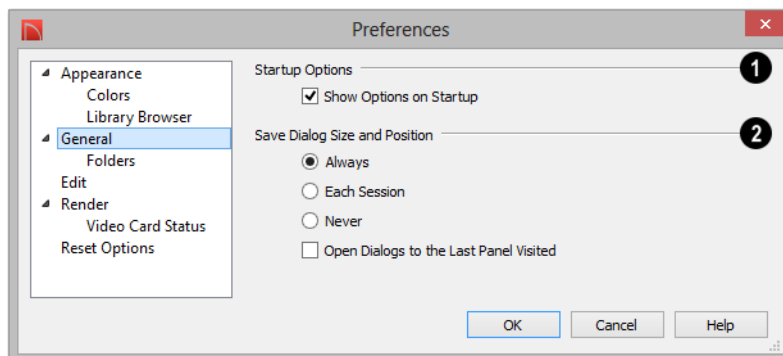 Preferences
Appearance
Colors
Library Browser
General
Folders
Edit
Render
Video Card Status
Reset Options
Startup Options 1
Show Options on Startup
Save Dialog Size and Position 2
Always
Each Session
Never
Open Dialogs to the Last Panel Visited
OK Cancel Help